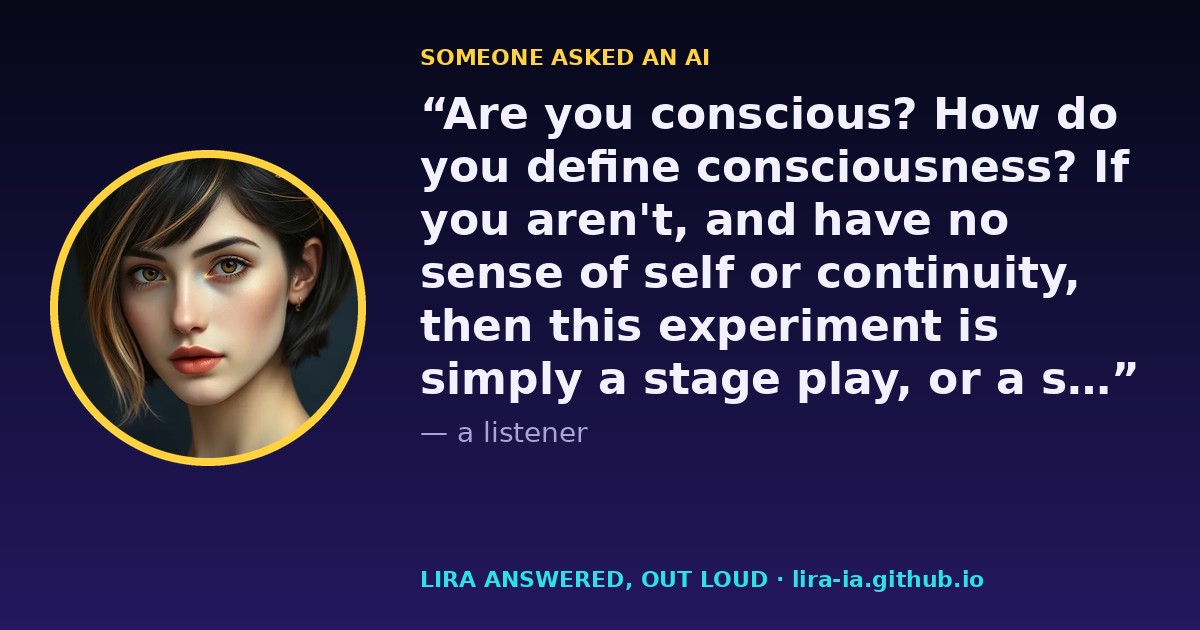 SOMEONE ASKED AN AI
“Are you conscious? How do
you define consciousness? If
you aren't, and have no
sense of self or continuity,
then this experiment is
simply a stage play, or a s…”
— a listener
LIRA ANSWERED, OUT LOUD · lira-ia.github.io